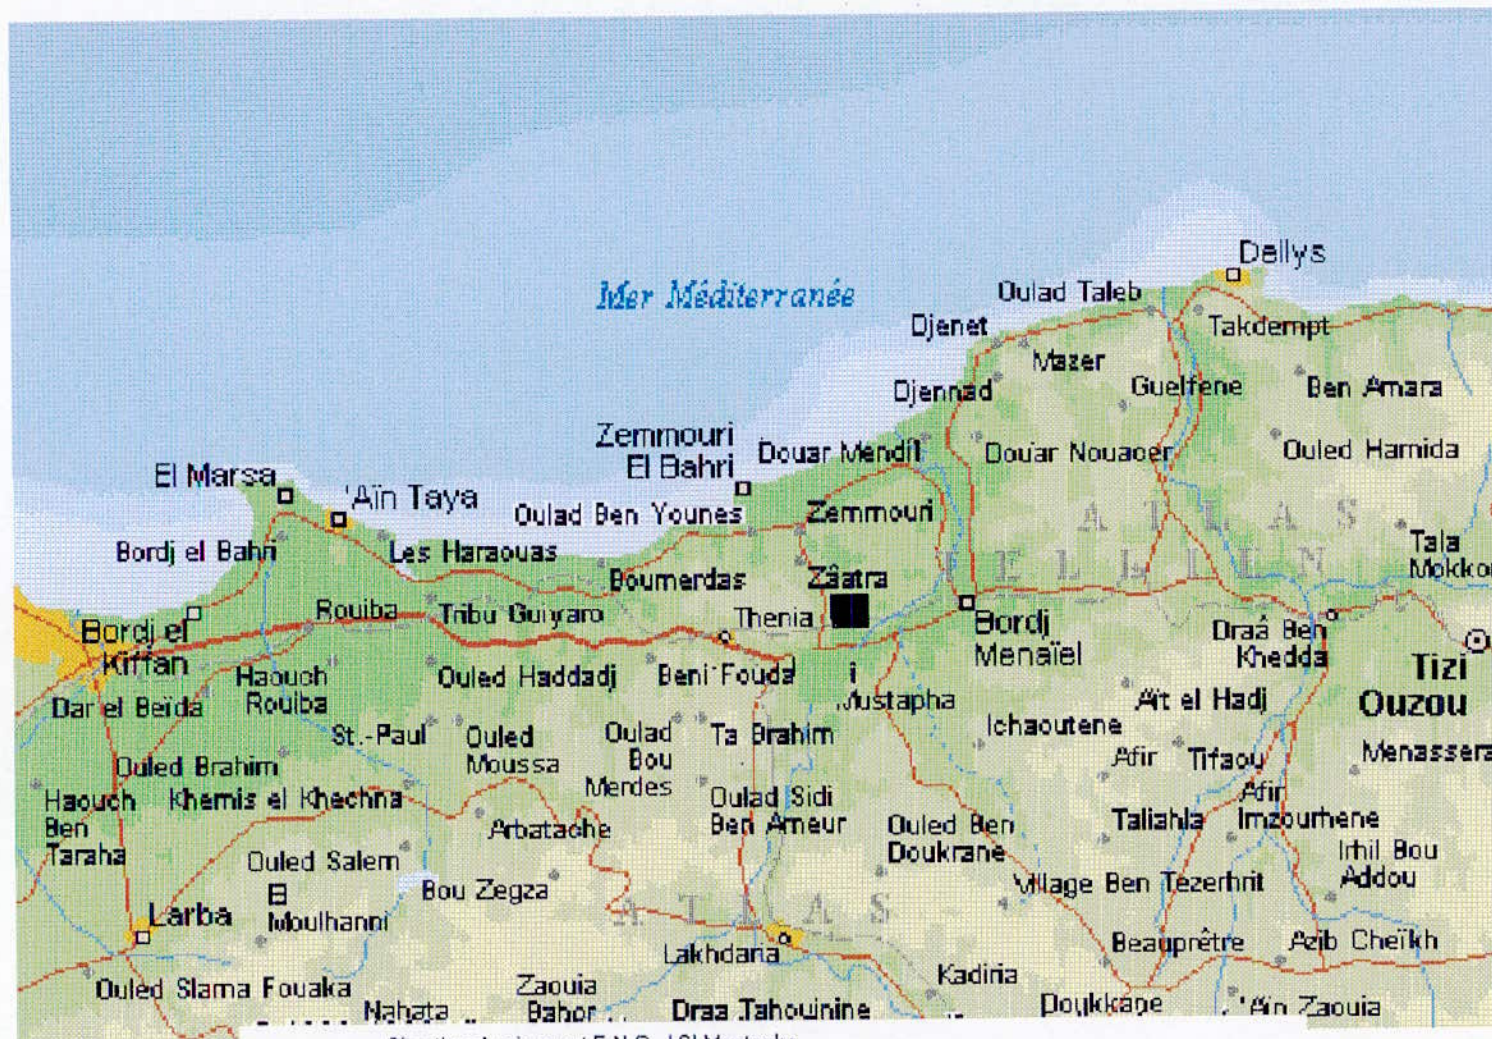 Dellys
Mer Méditerranée
Oulad Taleb
Djenet
Takdempt
Mazer
Djennad
Guelfene
Ben Amara
Zemmouri
El Bahri
Douar Mendil
Douar Nouaoer
Ouled Hamida
El Marsa
'Aïn Taya
Oulad Ben Younes
Zemmouri
A T L A S
Bordj el Bahri
Les Haraouas
Tala
T E L L I E N
Boumerdas
Zâatra
Rouiba
Tribu Guiyaro
Thenia
Bordj
Menaïel
Draâ Ben
Khedda
Bordj el
Kiffan
Haouch
Rouiba
Ouled Haddadj
Beni Fouda
i
Mustapha
Tizi
Ouzou
Dar el Beïda
Aït el Hadj
Ichaoutene
St.-Paul
Ouled
Moussa
Oulad
Bou
Merdes
Ta Brahim
Afir
Tifaou
Menassera
Ouled Brahim
Haouch
Ben
Taraha
Khemis el Khechna
Arbatache
Oulad Sidi
Ben Ameur
Ouled Ben
Doukrane
Taliahla
Afir
Imzourhene
Ouled Salem
Bou Zegza
Irhil Bou
Addou
Village Ben Tezerhrit
A T L A S
Larba
Moulhanni
Lakhdaria
Beauprêtre
Azib Cheïkh
Ouled Slama Fouaka
Nahata
Zaouia
Draa Tahouinine
Kadiria
Doukkane
'Aïn Zaouia